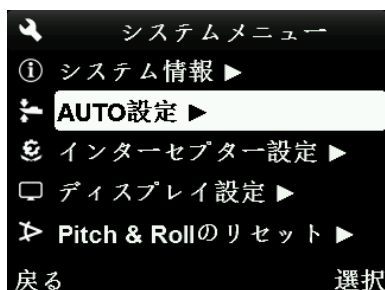 システムメニュー
システム情報 ▶
AUTO設定 ▶
インターセプター設定 ▶
ディスプレイ設定 ▶
Pitch & Rollのリセット ▶
戻る 選択